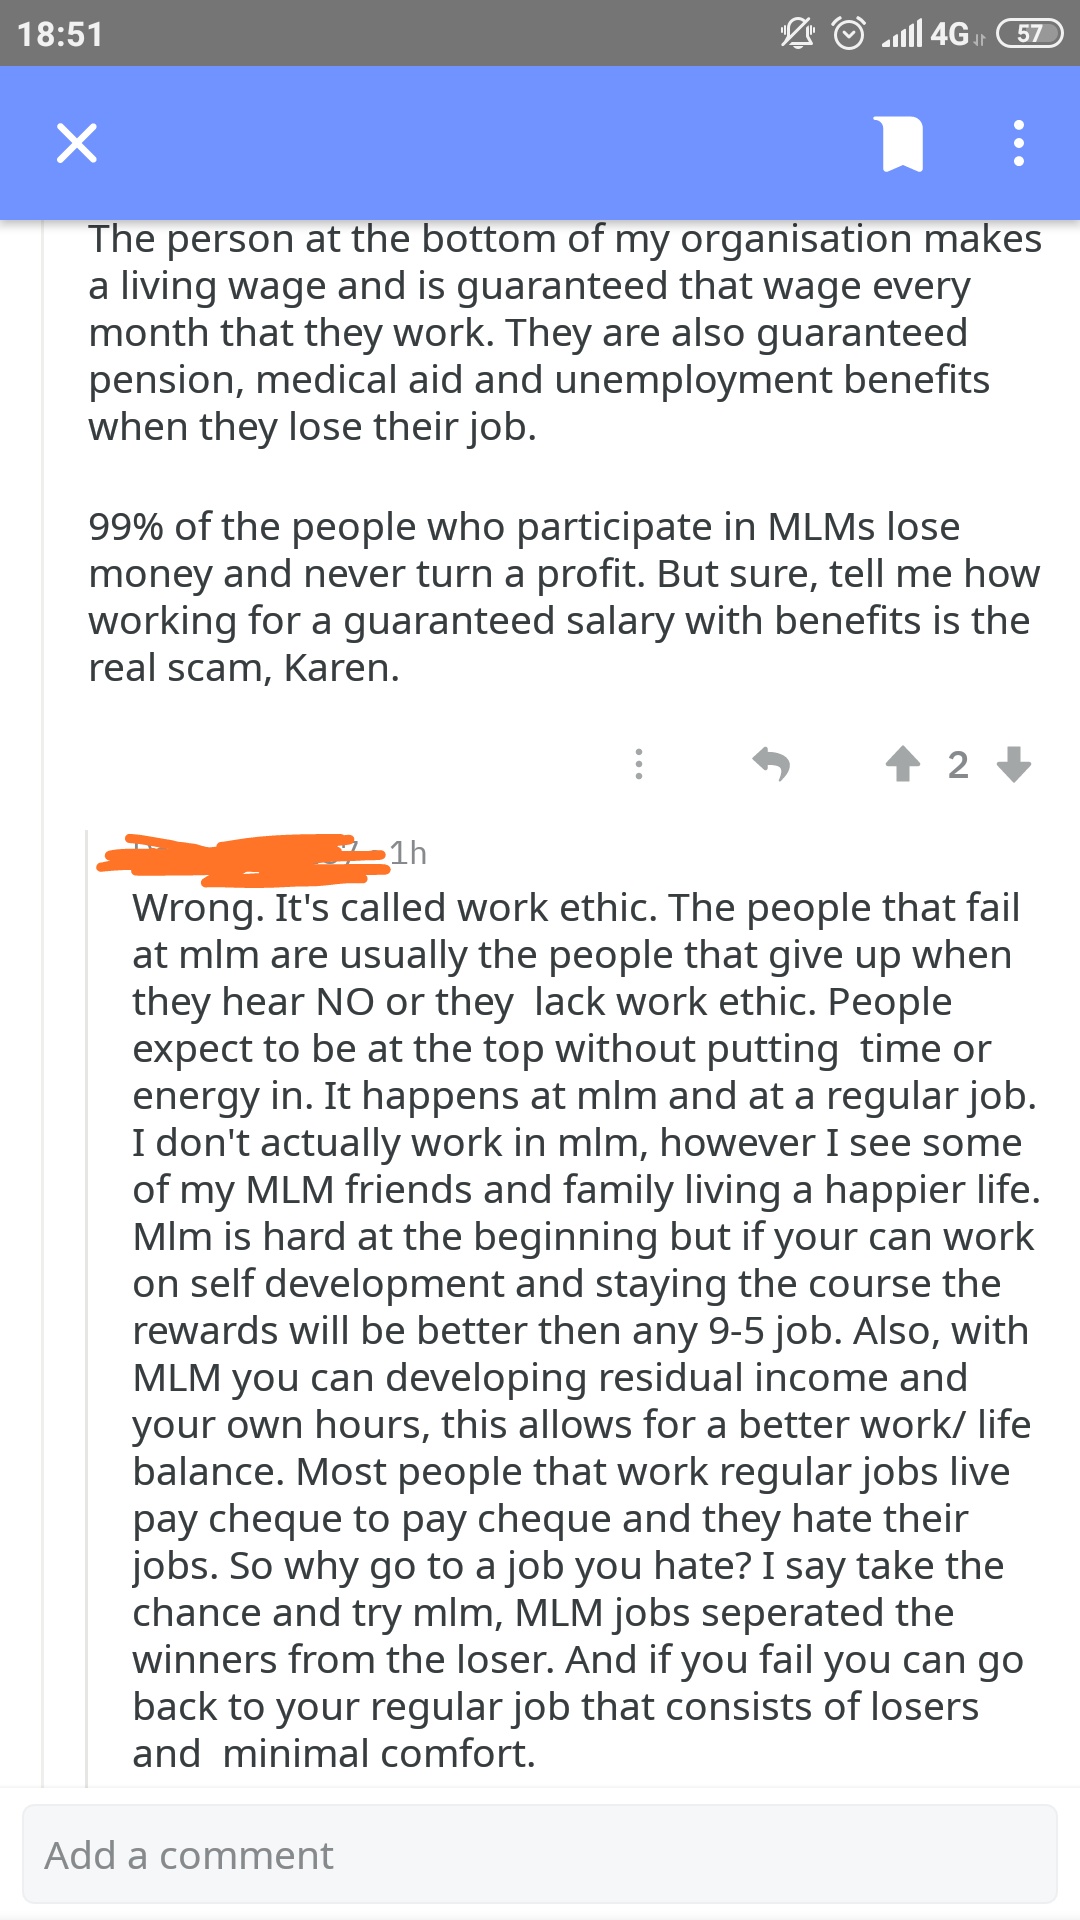 18:51
4G
57
The person at the bottom of my organisation makes
a living wage and is guaranteed that wage every
month that they work. They are also guaranteed
pension, medical aid and unemployment benefits
when they lose their job.
99% of the people who participate in MLMs lose
money and never turn a profit. But sure, tell me how
working for a guaranteed salary with benefits is the
real scam, Karen.
2
1h
Wrong. It's called work ethic. The people that fail
at mlm are usually the people that give up when
they hear NO or they  lack work ethic. People
expect to be at the top without putting  time or
energy in. It happens at mlm and at a regular job.
I don't actually work in mlm, however I see some
of my MLM friends and family living a happier life.
Mlm is hard at the beginning but if your can work
on self development and staying the course the
rewards will be better then any 9-5 job. Also, with
MLM you can developing residual income and
your own hours, this allows for a better work/ life
balance. Most people that work regular jobs live
pay cheque to pay cheque and they hate their
jobs. So why go to a job you hate? I say take the
chance and try mlm, MLM jobs seperated the
winners from the loser. And if you fail you can go
back to your regular job that consists of losers
and  minimal comfort.
Add a comment